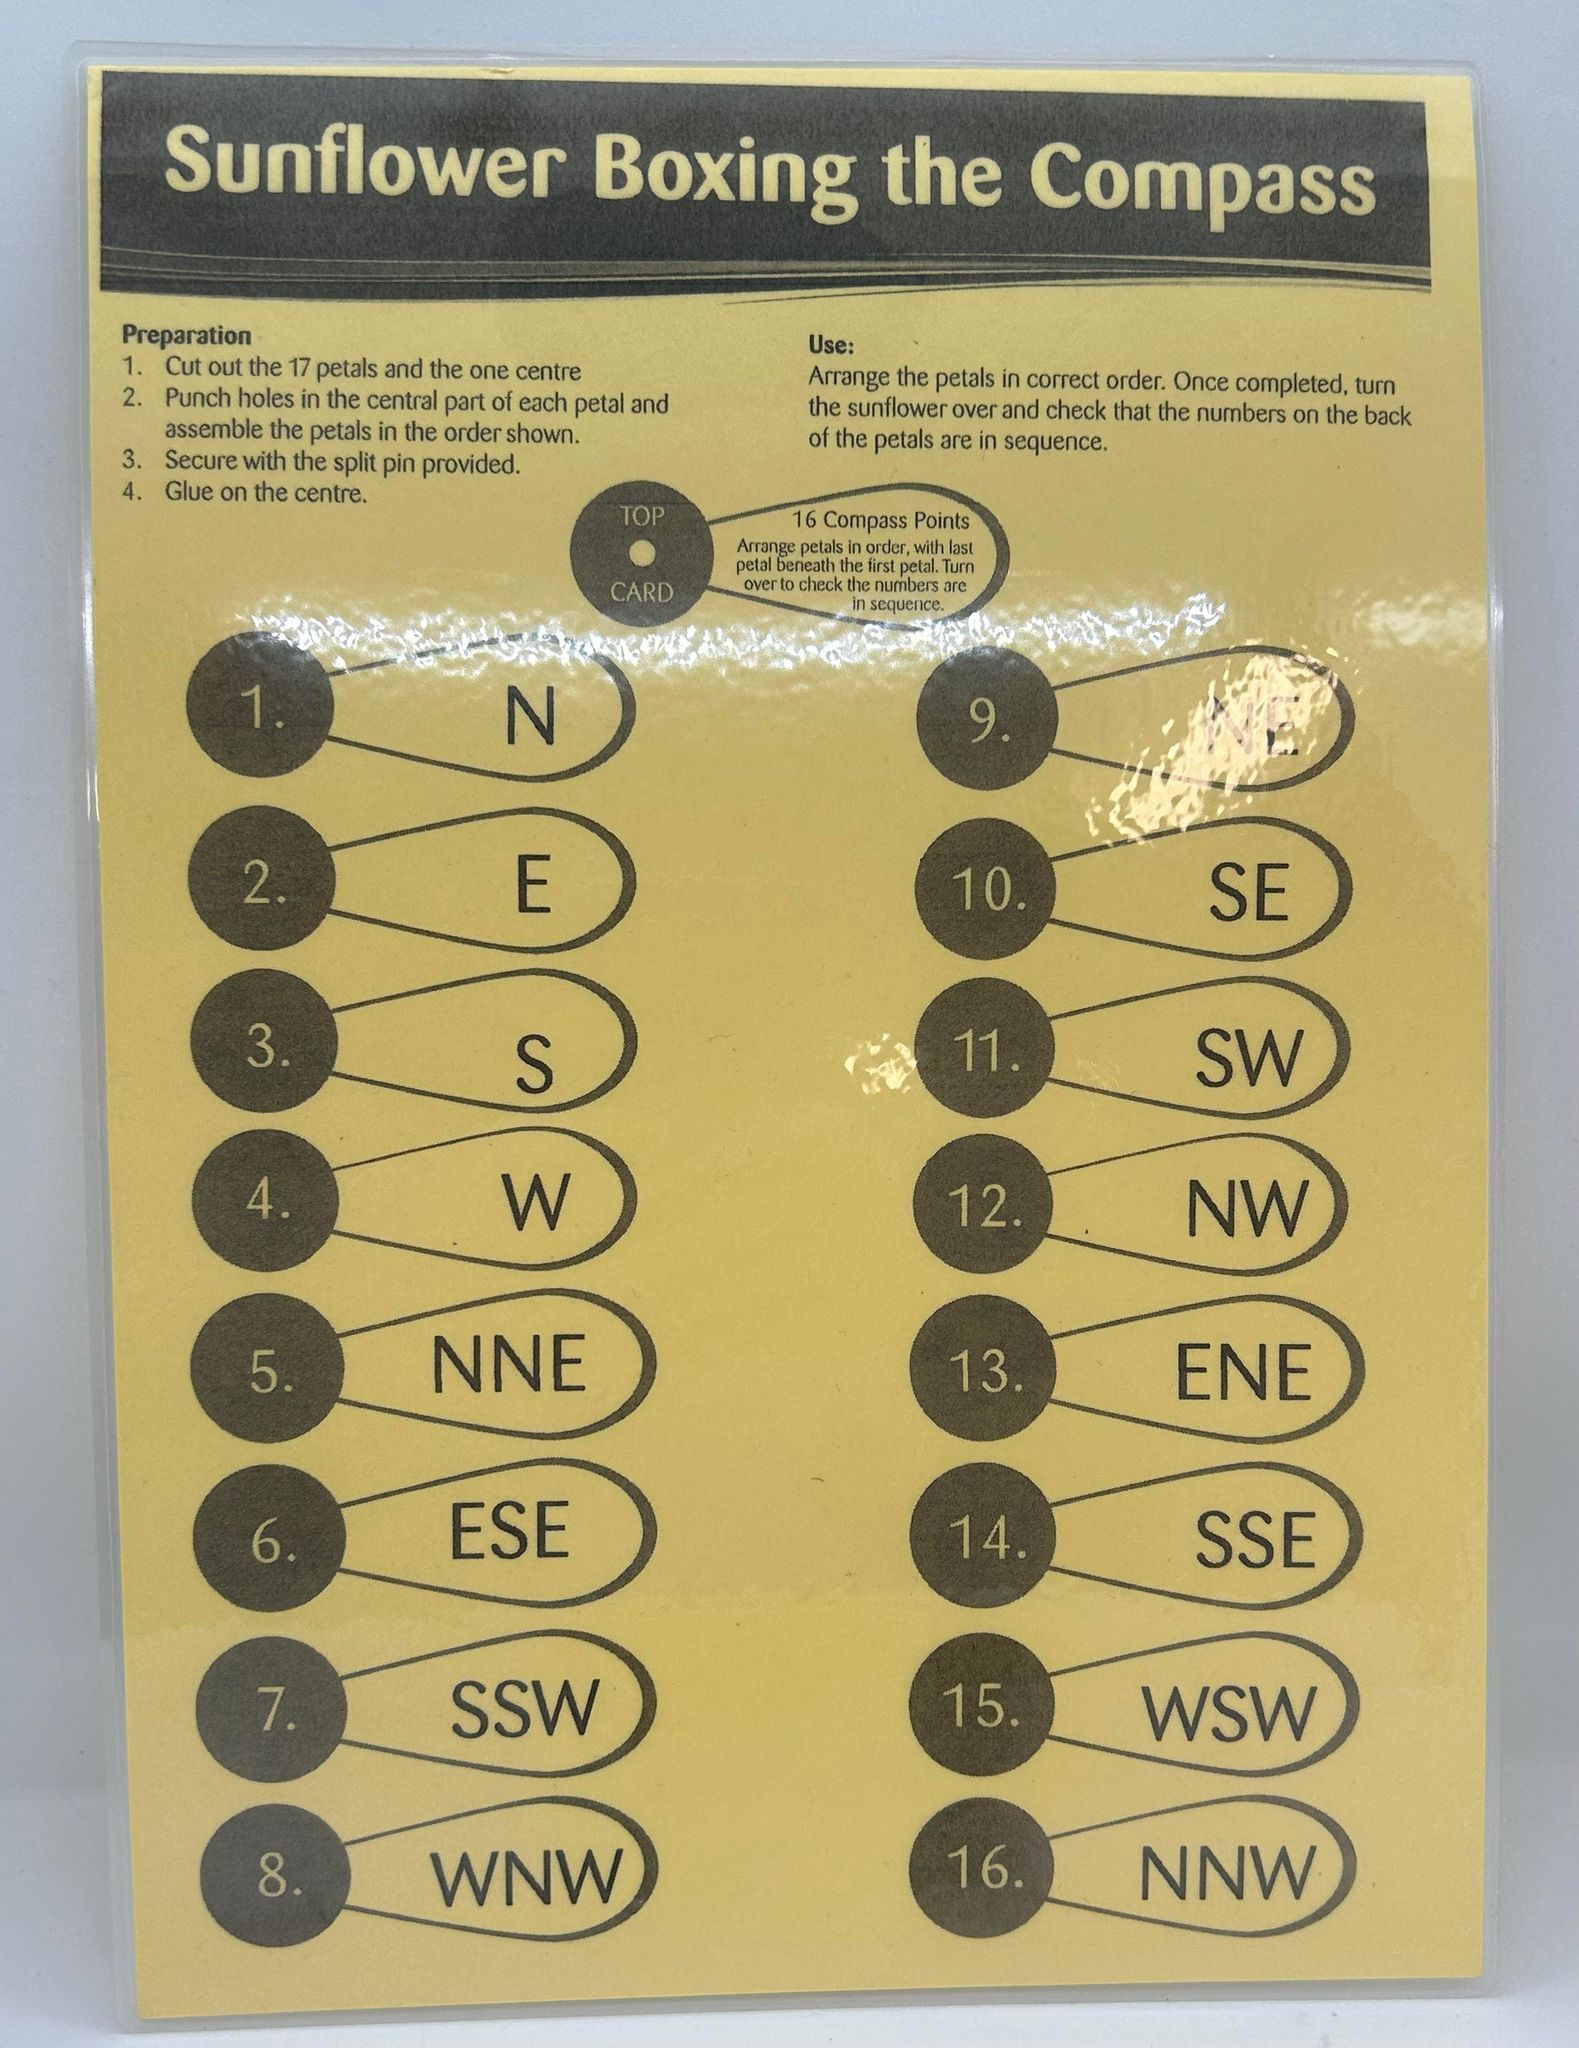 Sunflower Boxing the Compass
Preparation
1. Cut out the 17 petals and the one centre
2. Punch holes in the central part of each petal and
assemble the petals in the order shown.
3. Secure with the split pin provided.
4. Glue on the centre.
Use:
Arrange the petals in correct order. Once completed, turn
the sunflower over and check that the numbers on the back
of the petals are in sequence.
TOP
CARD
16 Compass Points
Arrange petals in order, with last
petal beneath the first petal. Turn
over to check the numbers are
in sequence.
1. N
2. E
3. S
4. W
5. NNE
6. ESE
7. SSW
8. WNW
9. NE
10. SE
11. SW
12. NW
13. ENE
14. SSE
15. WSW
16. NNW